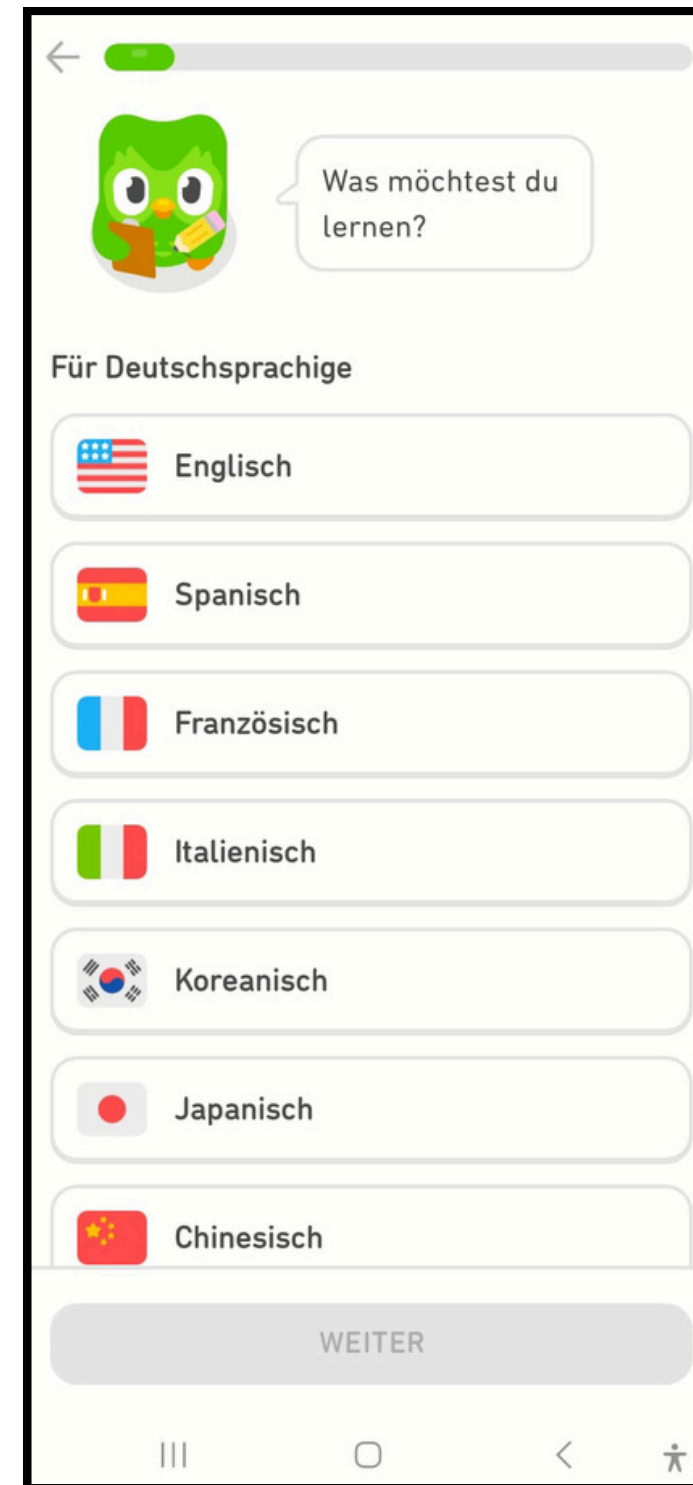 Was möchtest du
lernen?
Für Deutschsprachige
Englisch
Spanisch
Französisch
Italienisch
Koreanisch
Japanisch
Chinesisch
WEITER